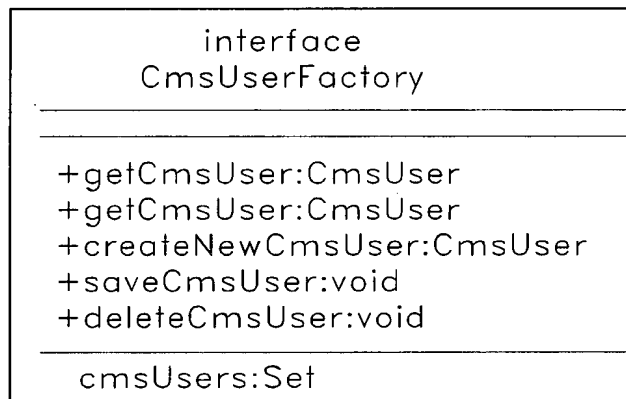 interface
CmsUserFactory
+getCmsUser:CmsUser
+getCmsUser:CmsUser
+createNewCmsUser:CmsUser
+saveCmsUser:void
+deleteCmsUser:void
cmsUsers:Set